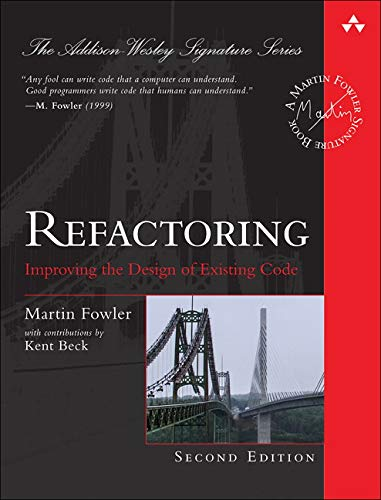 The Addison-Wesley Signature Series
“Any fool can write code that a computer can understand.
Good programmers write code that humans can understand.”
—M. Fowler (1999)
A MARTIN FOWLER SIGNATURE BOOK
Martin
REFACTORING
Improving the Design of Existing Code
Martin Fowler
with contributions by
Kent Beck
SECOND EDITION